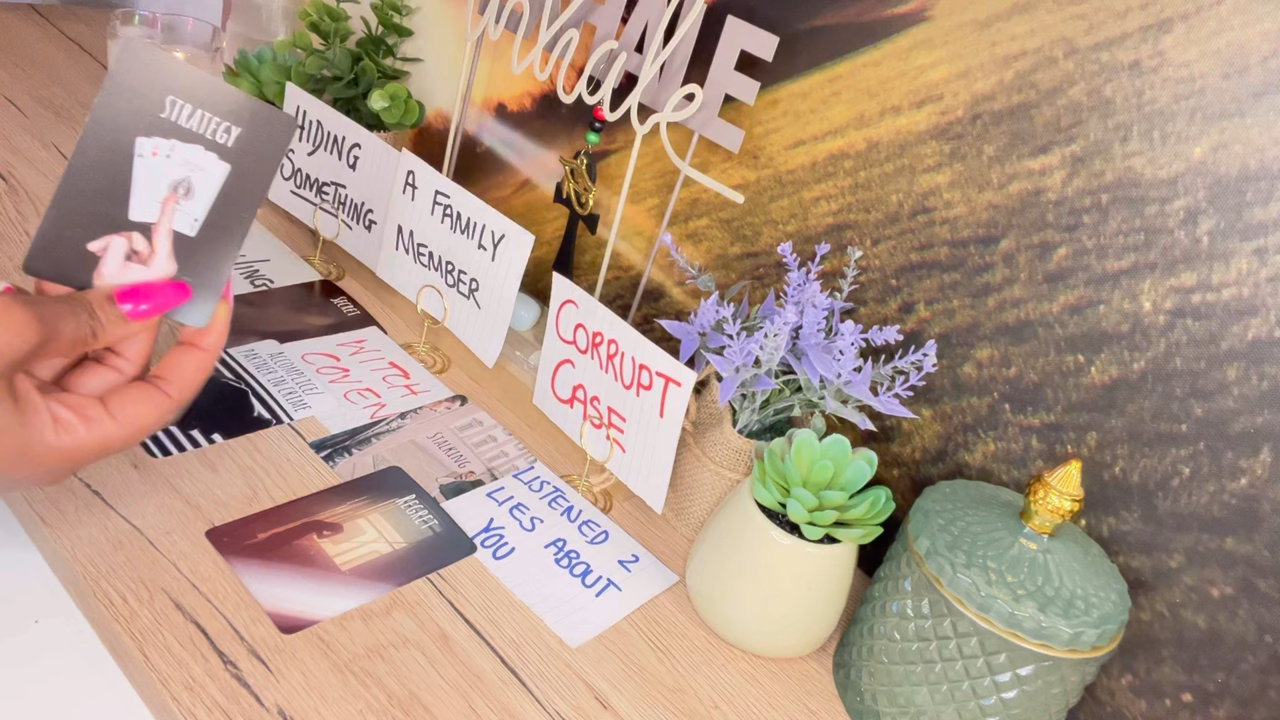 inhale
STRATEGY
HIDING
SOMETHING
A FAMILY
MEMBER
CORRUPT
CASE
SECRET
WITCH
COVEN
ACCOMPLICE/
PARTNER IN CRIME
STALKING
REGRET
LISTENED 2
LIES ABOUT
YOU